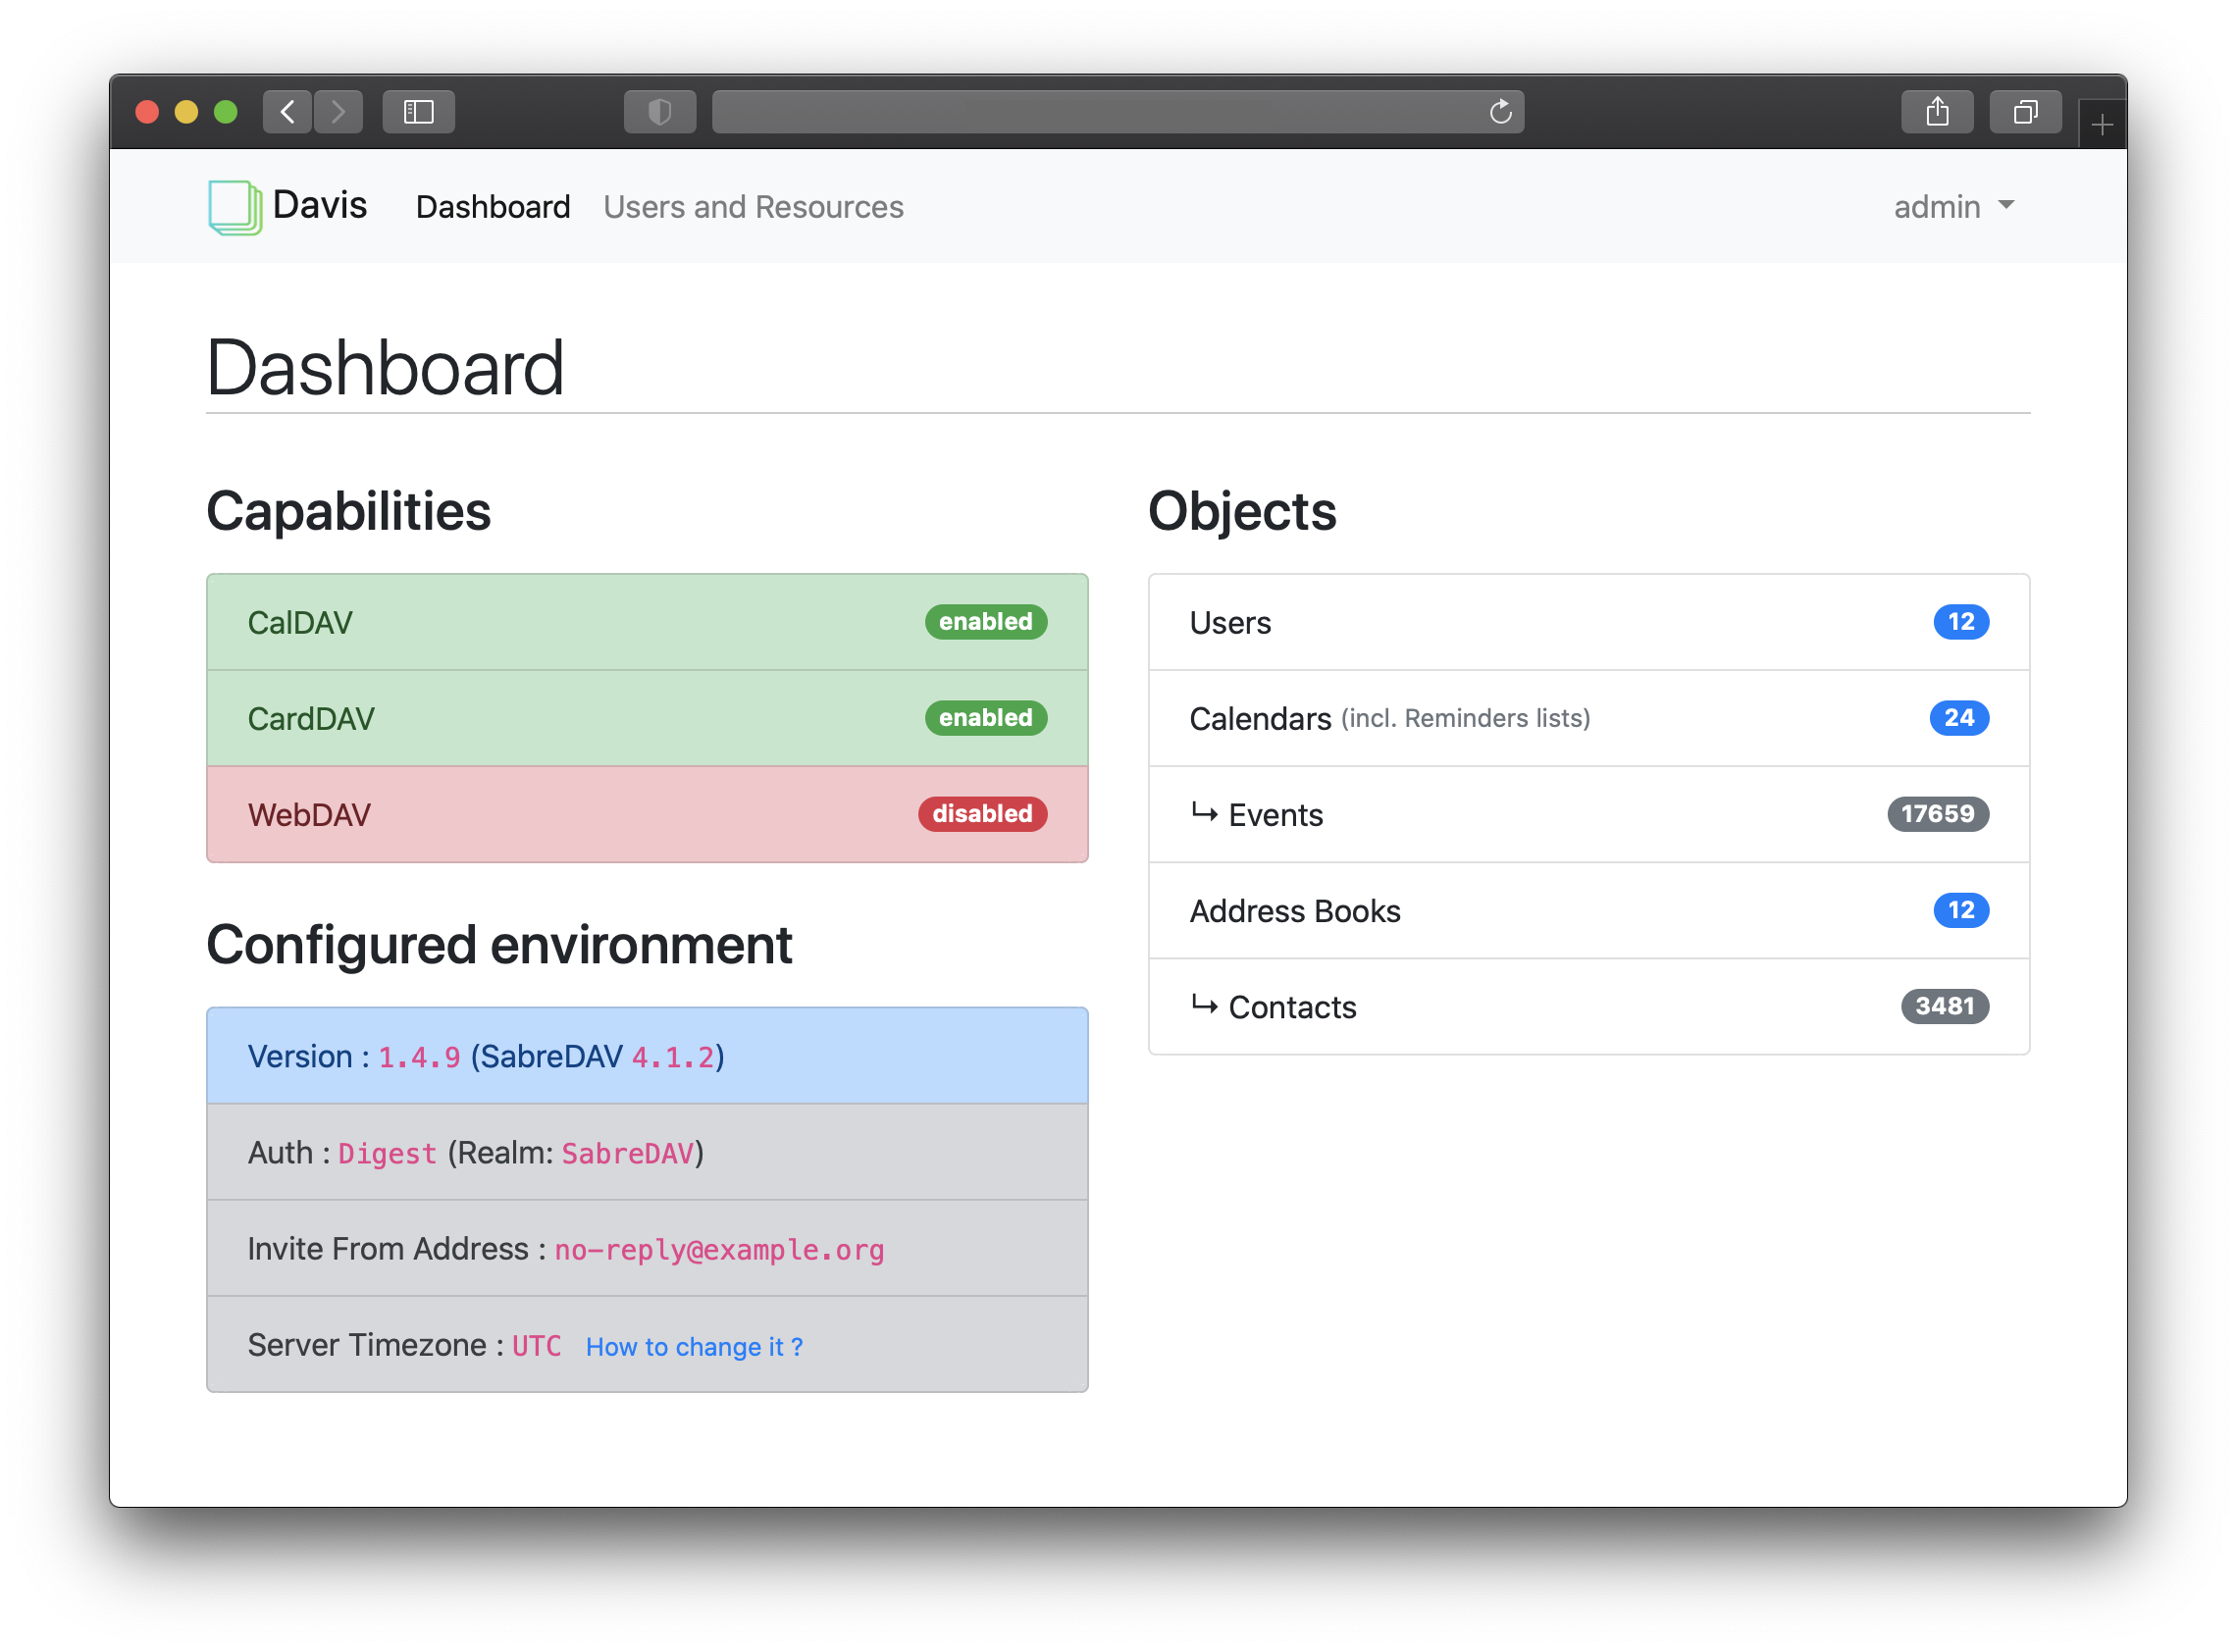 Davis Dashboard Users and Resources admin
Dashboard
Capabilities
CalDAV enabled
CardDAV enabled
WebDAV disabled
Configured environment
Version : 1.4.9 (SabreDAV 4.1.2)
Auth : Digest (Realm: SabreDAV)
Invite From Address : no-reply@example.org
Server Timezone : UTC How to change it ?
Objects
Users 12
Calendars (incl. Reminders lists) 24
↳ Events 17659
Address Books 12
↳ Contacts 3481